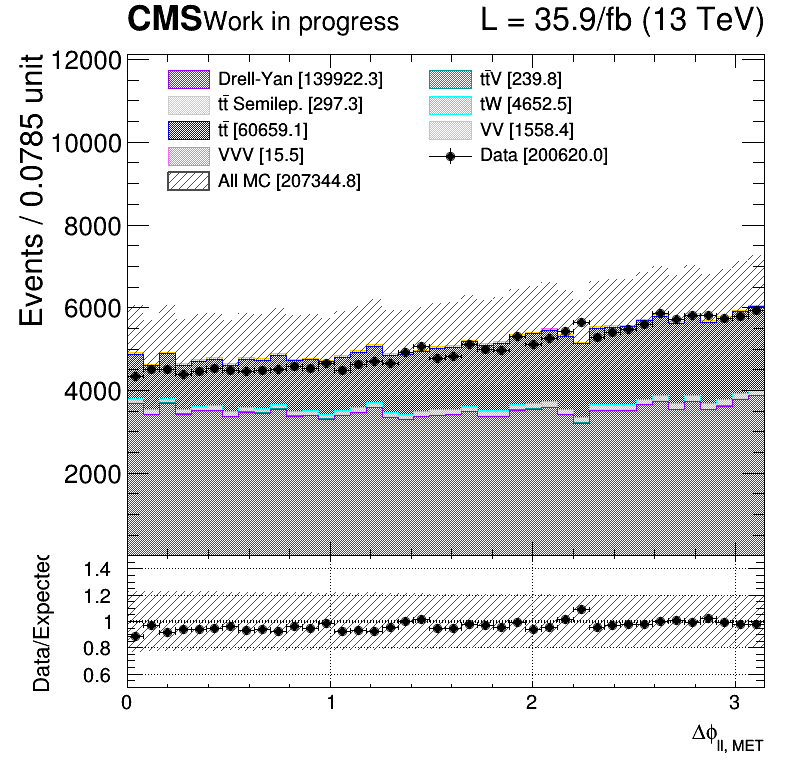 CMS Work in progress L = 35.9/fb (13 TeV)
Events / 0.0785 unit
12000
10000
8000
6000
4000
2000
Drell-Yan [139922.3]
tt̄ Semilep. [297.3]
tt̄ [60659.1]
VVV [15.5]
All MC [207344.8]
tt̄V [239.8]
tW [4652.5]
VV [1558.4]
Data [200620.0]
Data/Expected
1.4
1.2
1
0.8
0.6
0 1 2 3
Δϕll, MET